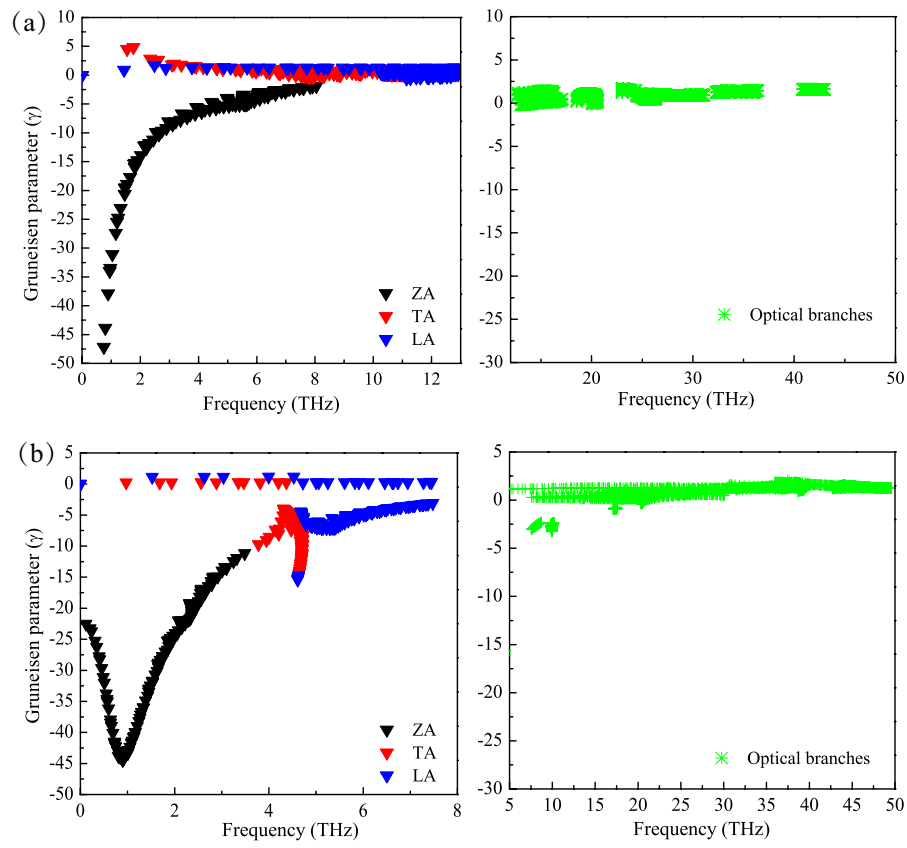 (a)
10
5
0
-5
-10
-15
-20
-25
-30
-35
-40
-45
-50
Gruneisen parameter (γ)
ZA
TA
LA
0 2 4 6 8 10 12
Frequency (THz)
10
5
0
-5
-10
-15
-20
-25
-30
Optical branches
20 30 40 50
Frequency (THz)
(b)
5
0
-5
-10
-15
-20
-25
-30
-35
-40
-45
-50
Gruneisen parameter (γ)
ZA
TA
LA
0 2 4 6 8
Frequency (THz)
5
0
-5
-10
-15
-20
-25
-30
Optical branches
5 10 15 20 25 30 35 40 45 50
Frequency (THz)